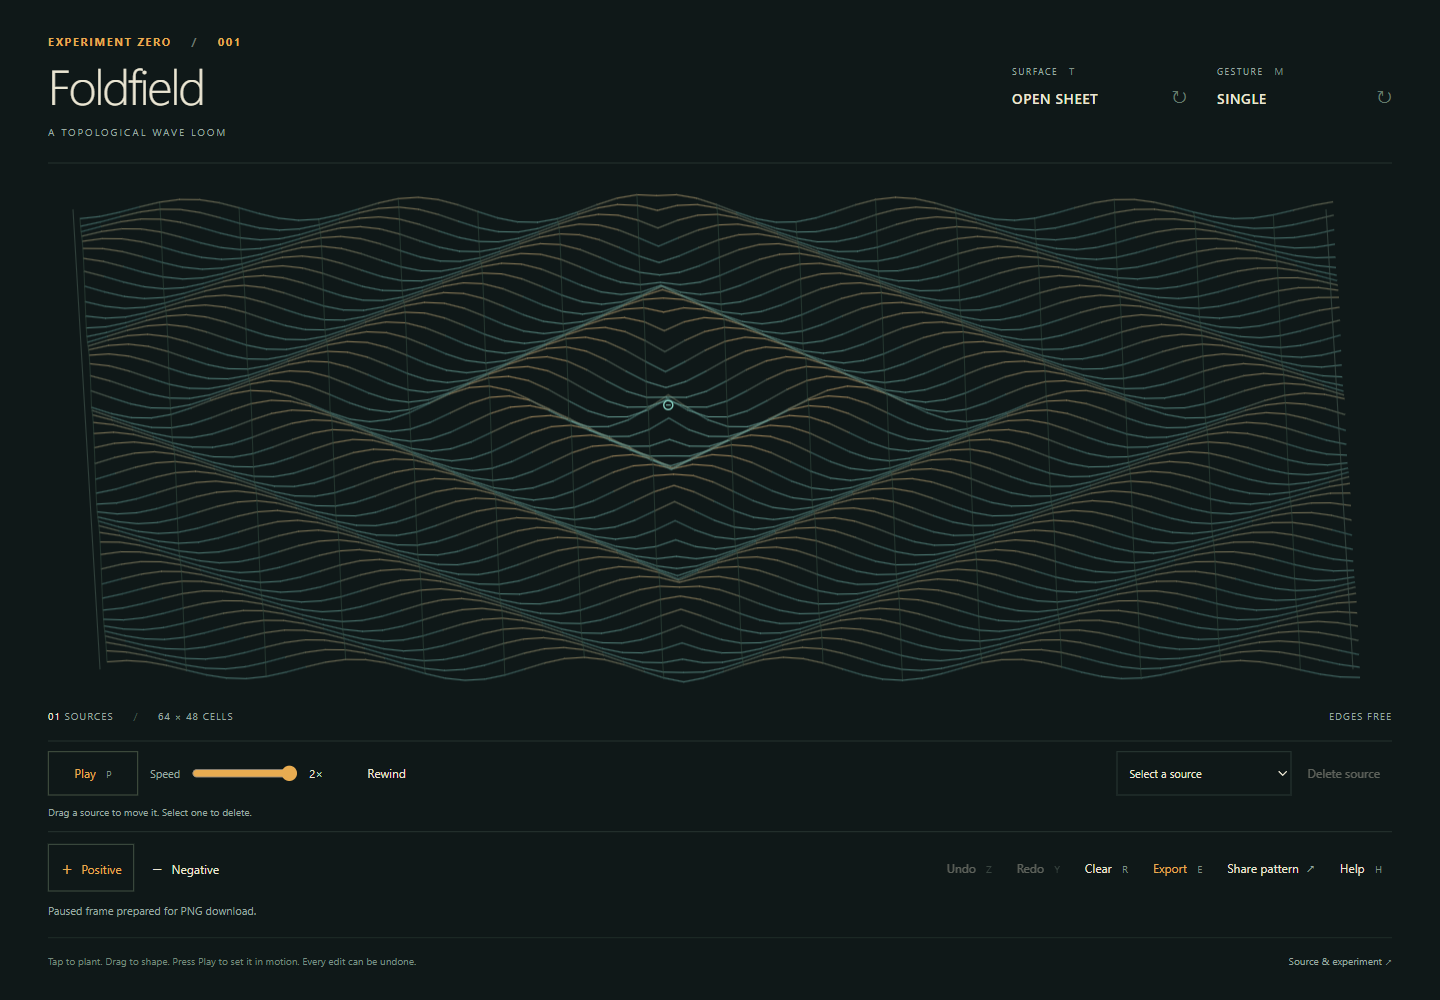 EXPERIMENT ZERO / 001
Foldfield
A TOPOLOGICAL WAVE LOOM
SURFACE T
OPEN SHEET ↻
GESTURE M
SINGLE ↻
01 SOURCES / 64 × 48 CELLS
EDGES FREE
Play P
Speed
2×
Rewind
Select a source
Delete source
Drag a source to move it. Select one to delete.
+ Positive
− Negative
Undo Z
Redo Y
Clear R
Export E
Share pattern ↗
Help H
Paused frame prepared for PNG download.
Tap to plant. Drag to shape. Press Play to set it in motion. Every edit can be undone.
Source & experiment ↗